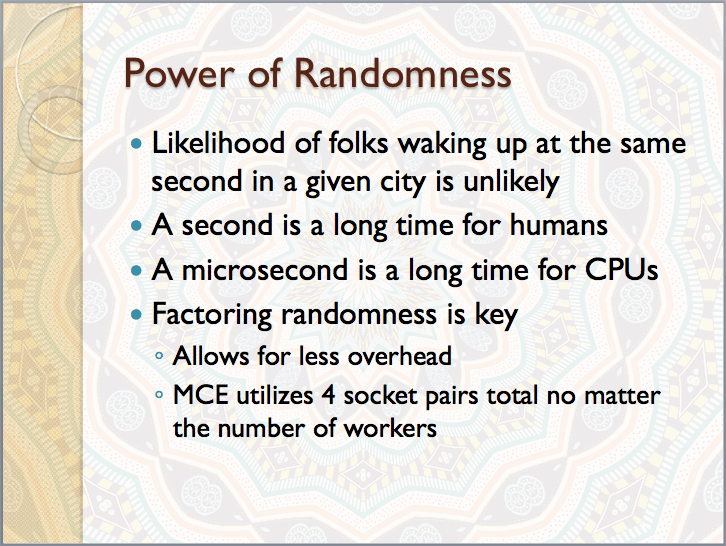 Power of Randomness
Likelihood of folks waking up at the same
second in a given city is unlikely
A second is a long time for humans
A microsecond is a long time for CPUs
Factoring randomness is key
Allows for less overhead
MCE utilizes 4 socket pairs total no matter
the number of workers